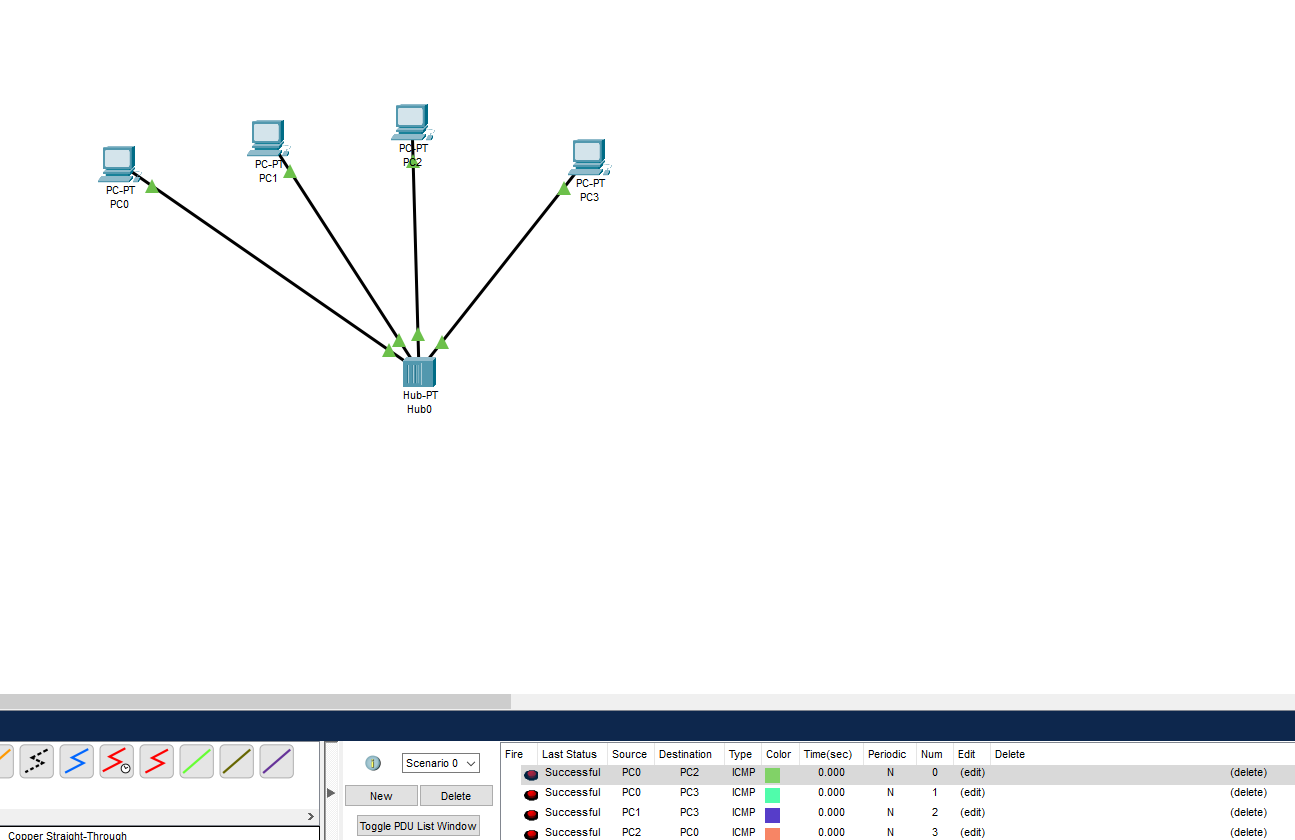 PC-PT
PC2
PC-PT
PC1
PC-PT
PC3
PC-PT
PC0
Hub-PT
Hub0
Scenario 0
New
Delete
Toggle PDU List Window
Copper Straight-Through
Fire Last Status Source Destination Type Color Time(sec) Periodic Num Edit Delete
Successful PC0 PC2 ICMP 0.000 N 0 (edit) (delete)
Successful PC0 PC3 ICMP 0.000 N 1 (edit) (delete)
Successful PC1 PC3 ICMP 0.000 N 2 (edit) (delete)
Successful PC2 PC0 ICMP 0.000 N 3 (edit) (delete)